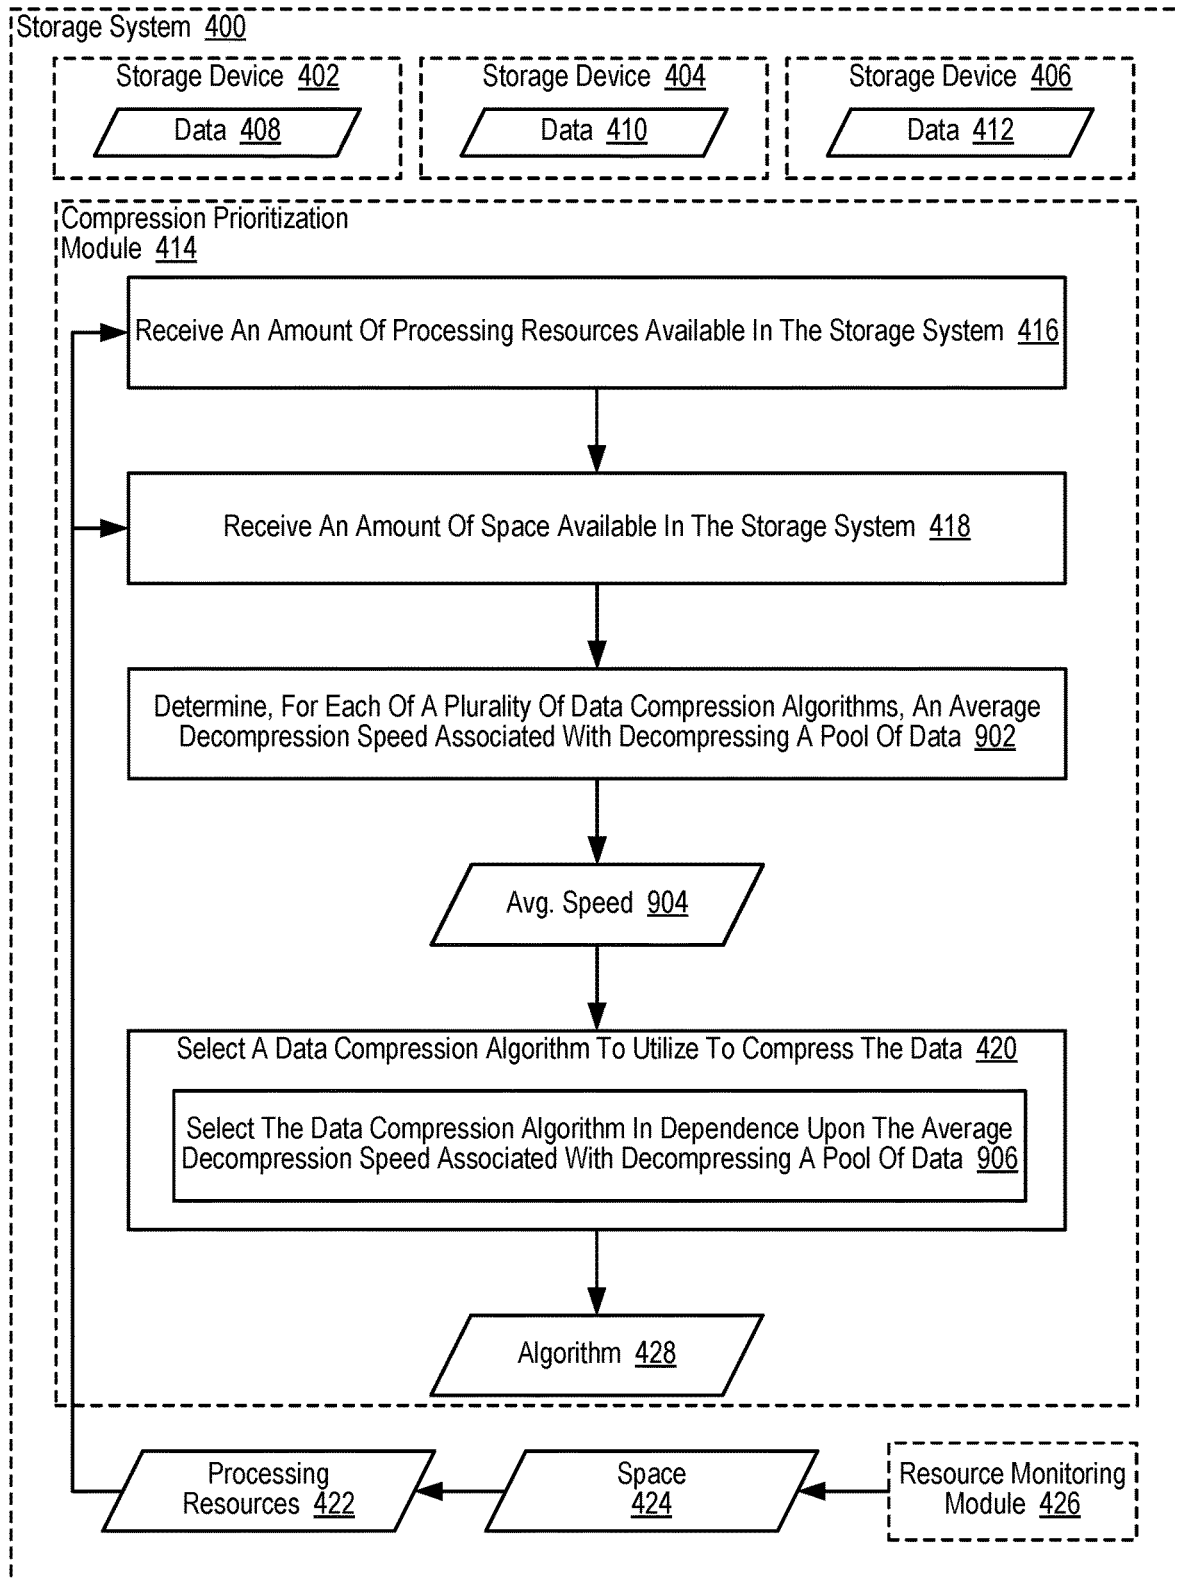 Storage System 400
Storage Device 402
Storage Device 404
Storage Device 406
Data 408
Data 410
Data 412
Compression Prioritization
Module 414
Receive An Amount Of Processing Resources Available In The Storage System 416
Receive An Amount Of Space Available In The Storage System 418
Determine, For Each Of A Plurality Of Data Compression Algorithms, An Average
Decompression Speed Associated With Decompressing A Pool Of Data 902
Avg. Speed 904
Select A Data Compression Algorithm To Utilize To Compress The Data 420
Select The Data Compression Algorithm In Dependence Upon The Average
Decompression Speed Associated With Decompressing A Pool Of Data 906
Algorithm 428
Processing
Resources 422
Space
424
Resource Monitoring
Module 426